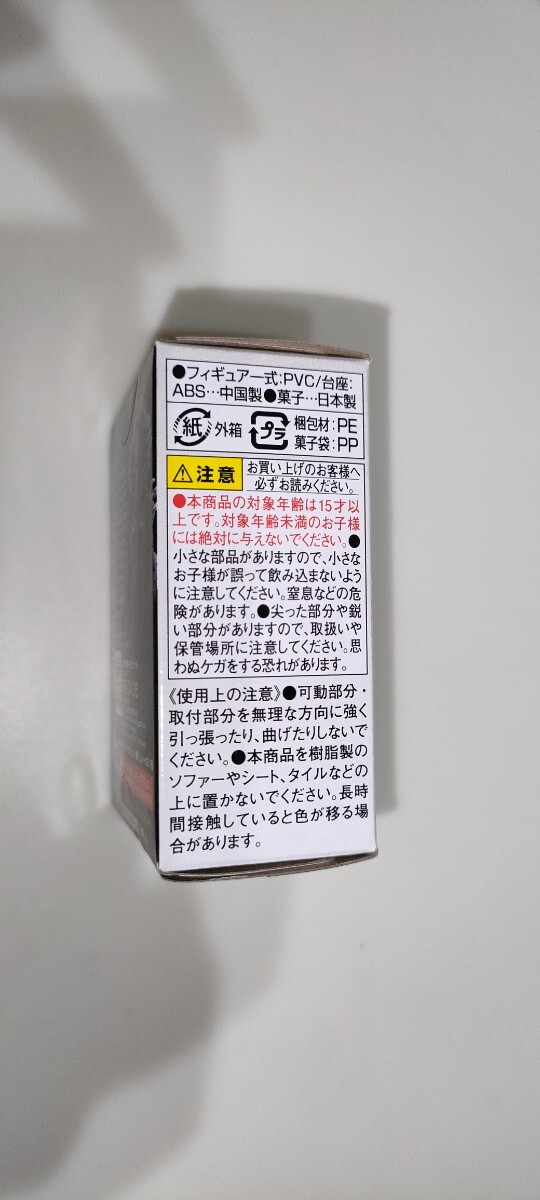 ●フィギュア一式:PVC/台座:
ABS…中国製●菓子…日本製
紙 外箱 プラ 梱包材:PE
菓子袋:PP
⚠注意 お買い上げのお客様へ
必ずお読みください。
●本商品の対象年齢は15才以
上です。対象年齢未満のお子様
には絶対に与えないでください。●
小さな部品がありますので、小さな
お子様が誤って飲み込まないよう
に注意してください。窒息などの危
険があります。●尖った部分や鋭
い部分がありますので、取扱いや
保管場所に注意してください。思
わぬケガをする恐れがあります。
《使用上の注意》●可動部分・
取付部分を無理な方向に強く
引っ張ったり、曲げたりしないで
ください。●本商品を樹脂製の
ソファーやシート、タイルなどの
上に置かないでください。長時
間接触していると色が移る場
合があります。